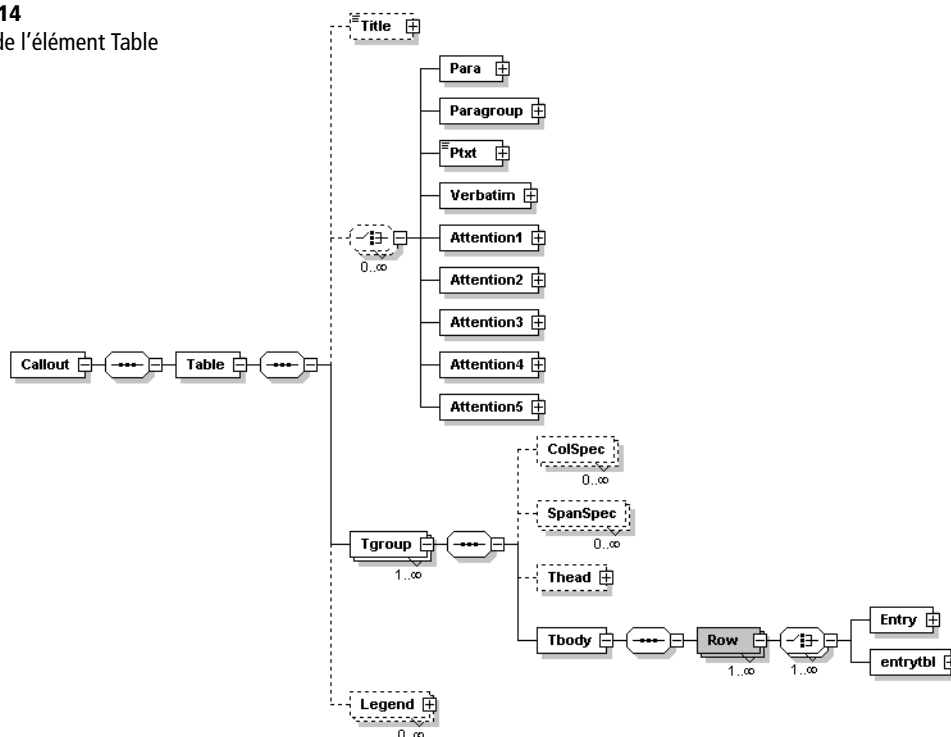 14
de l'élément Table
Title
Para
Paragroup
Ptxt
Verbatim
Attention1
0..∞
Attention2
Attention3
Callout
Table
Attention4
Attention5
ColSpec
0..∞
SpanSpec
0..∞
Tgroup
1..∞
Thead
Tbody
Row
1..∞
1..∞
Entry
entrytbl
Legend
0..∞